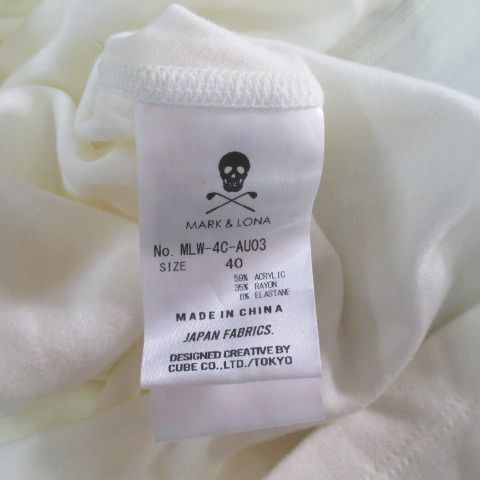 MARK & LONA
No. MLW-4C-AU03
SIZE 40
59% ACRYLIC
35% RAYON
6% ELASTANE
MADE IN CHINA
JAPAN FABRICS.
DESIGNED CREATIVE BY
CUBE CO.,LTD./TOKYO